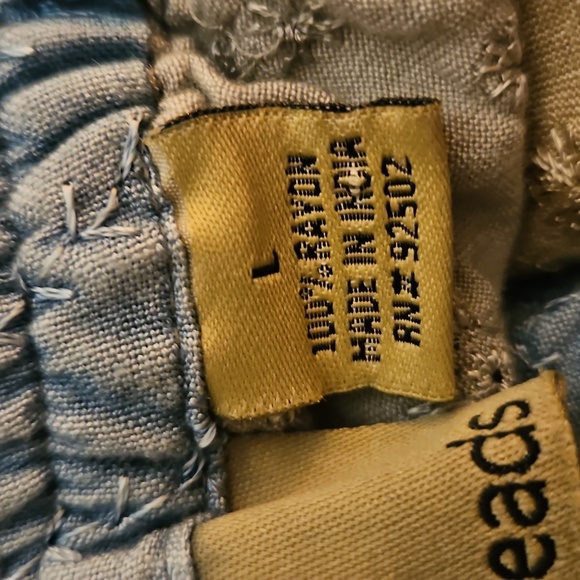 L
100% RAYON
MADE IN INDIA
RN# 92502
eads